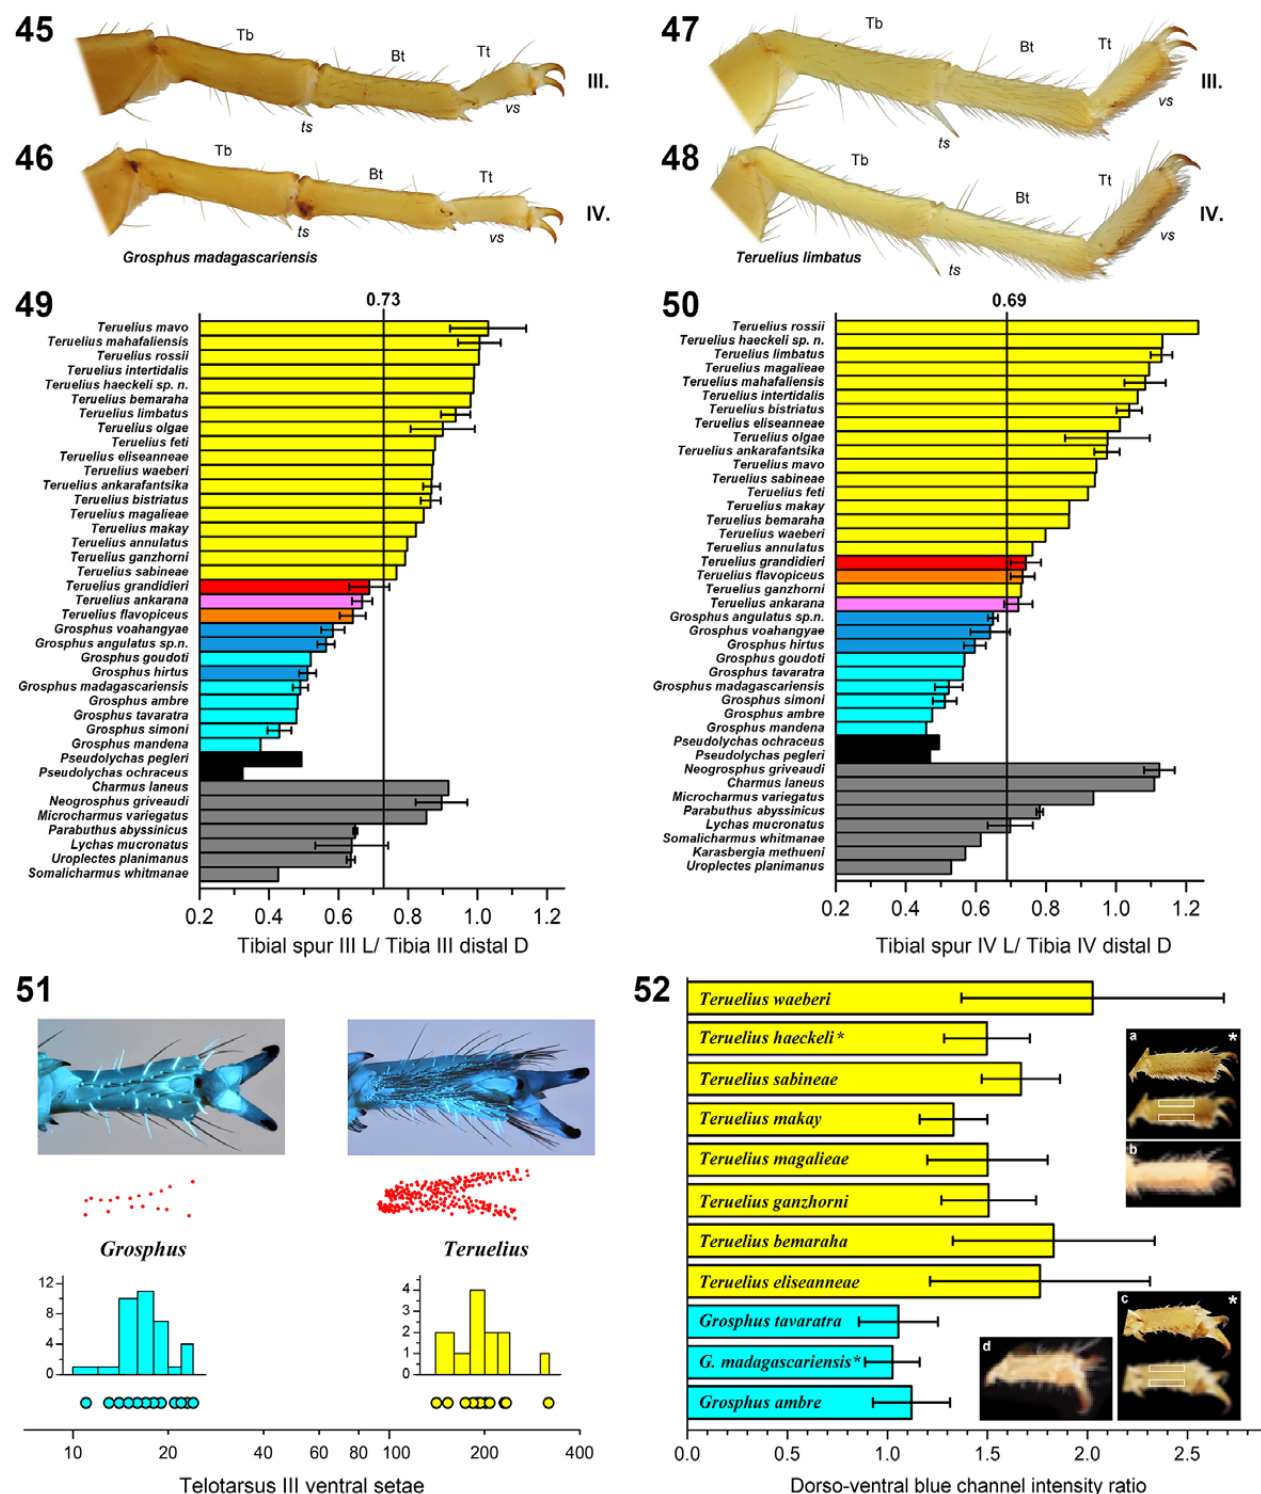 45
Tb
Bt
Tt
III.
ts
vs
46
Tb
Bt
Tt
IV.
ts
vs
Grosphus madagascariensis
47
Tb
Bt
Tt
III.
ts
vs
48
Tb
Bt
Tt
IV.
ts
vs
Teruelius limbatus
49
0.73
Teruelius mavo
Teruelius mahafaliensis
Teruelius rossii
Teruelius intertidalis
Teruelius haeckeli sp. n.
Teruelius bemaraha
Teruelius limbatus
Teruelius olgae
Teruelius feti
Teruelius eliseanneae
Teruelius waeberi
Teruelius ankarafantsika
Teruelius bistriatus
Teruelius magalieae
Teruelius makay
Teruelius annulatus
Teruelius ganzhorni
Teruelius sabineae
Teruelius grandidieri
Teruelius ankarana
Teruelius flavopiceus
Grosphus voahangyae
Grosphus angulatus sp.n.
Grosphus goudoti
Grosphus hirtus
Grosphus madagascariensis
Grosphus ambre
Grosphus tavaratra
Grosphus simoni
Grosphus mandena
Pseudolychas pegleri
Pseudolychas ochraceus
Charmus laneus
Neogrosphus griveaudi
Microcharmus variegatus
Parabuthus abyssinicus
Lychas mucronatus
Uroplectes planimanus
Somalicharmus whitmanae
0.2 0.4 0.6 0.8 1.0 1.2
Tibial spur III L/ Tibia III distal D
50
0.69
Teruelius rossii
Teruelius haeckeli sp. n.
Teruelius limbatus
Teruelius magalieae
Teruelius mahafaliensis
Teruelius intertidalis
Teruelius bistriatus
Teruelius eliseanneae
Teruelius olgae
Teruelius ankarafantsika
Teruelius mavo
Teruelius sabineae
Teruelius feti
Teruelius makay
Teruelius bemaraha
Teruelius waeberi
Teruelius annulatus
Teruelius grandidieri
Teruelius flavopiceus
Teruelius ganzhorni
Teruelius ankarana
Grosphus angulatus sp.n.
Grosphus voahangyae
Grosphus hirtus
Grosphus goudoti
Grosphus tavaratra
Grosphus madagascariensis
Grosphus simoni
Grosphus ambre
Grosphus mandena
Pseudolychas ochraceus
Pseudolychas pegleri
Neogrosphus griveaudi
Charmus laneus
Microcharmus variegatus
Parabuthus abyssinicus
Lychas mucronatus
Somalicharmus whitmanae
Karasbergia methueni
Uroplectes planimanus
0.2 0.4 0.6 0.8 1.0 1.2
Tibial spur IV L/ Tibia IV distal D
51
Grosphus
Teruelius
12
8
4
0
4
3
2
1
0
10 20 40 60 80 100 200 400
Telotarsus III ventral setae
52
Teruelius waeberi
Teruelius haeckeli *
Teruelius sabineae
Teruelius makay
Teruelius magalieae
Teruelius ganzhorni
Teruelius bemaraha
Teruelius eliseanneae
Grosphus tavaratra
G. madagascariensis*
Grosphus ambre
a *
b
c *
d
0.0 0.5 1.0 1.5 2.0 2.5
Dorso-ventral blue channel intensity ratio